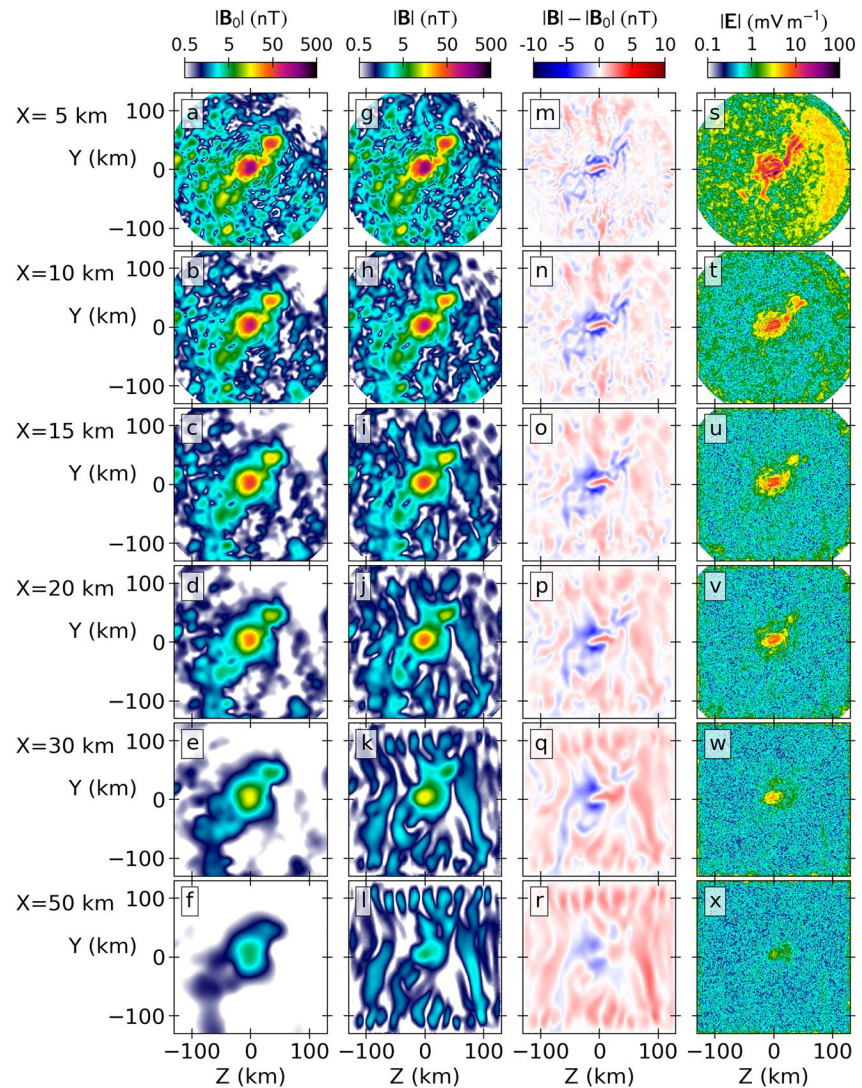 |B₀| (nT) |B| (nT) |B| − |B₀| (nT) |E| (mV m⁻¹)
0.5 5 50 500 0.5 5 50 500 -10 -5 0 5 10 0.1 1 10 100
X= 5 km Y (km) 100 0 −100 a g m s
X=10 km Y (km) 100 0 −100 b h n t
X=15 km Y (km) 100 0 −100 c i o u
X=20 km Y (km) 100 0 −100 d j p v
X=30 km Y (km) 100 0 −100 e k q w
X=50 km Y (km) 100 0 −100 f l r x
−100 0 100 −100 0 100 −100 0 100 −100 0 100
Z (km) Z (km) Z (km) Z (km)